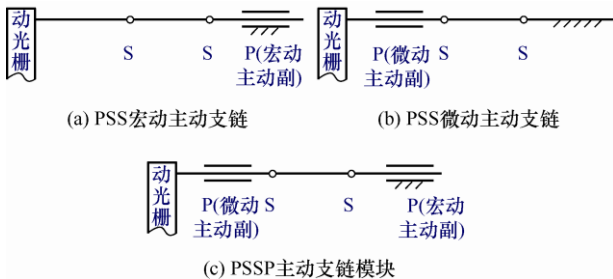 动光栅
S
S
P(宏动
主动副)
(a) PSS宏动主动支链
动光栅
P(微动
主动副)
S
S
(b) PSS微动主动支链
动光栅
P(微动
主动副)
S
S
P(宏动
主动副)
(c) PSSP主动支链模块